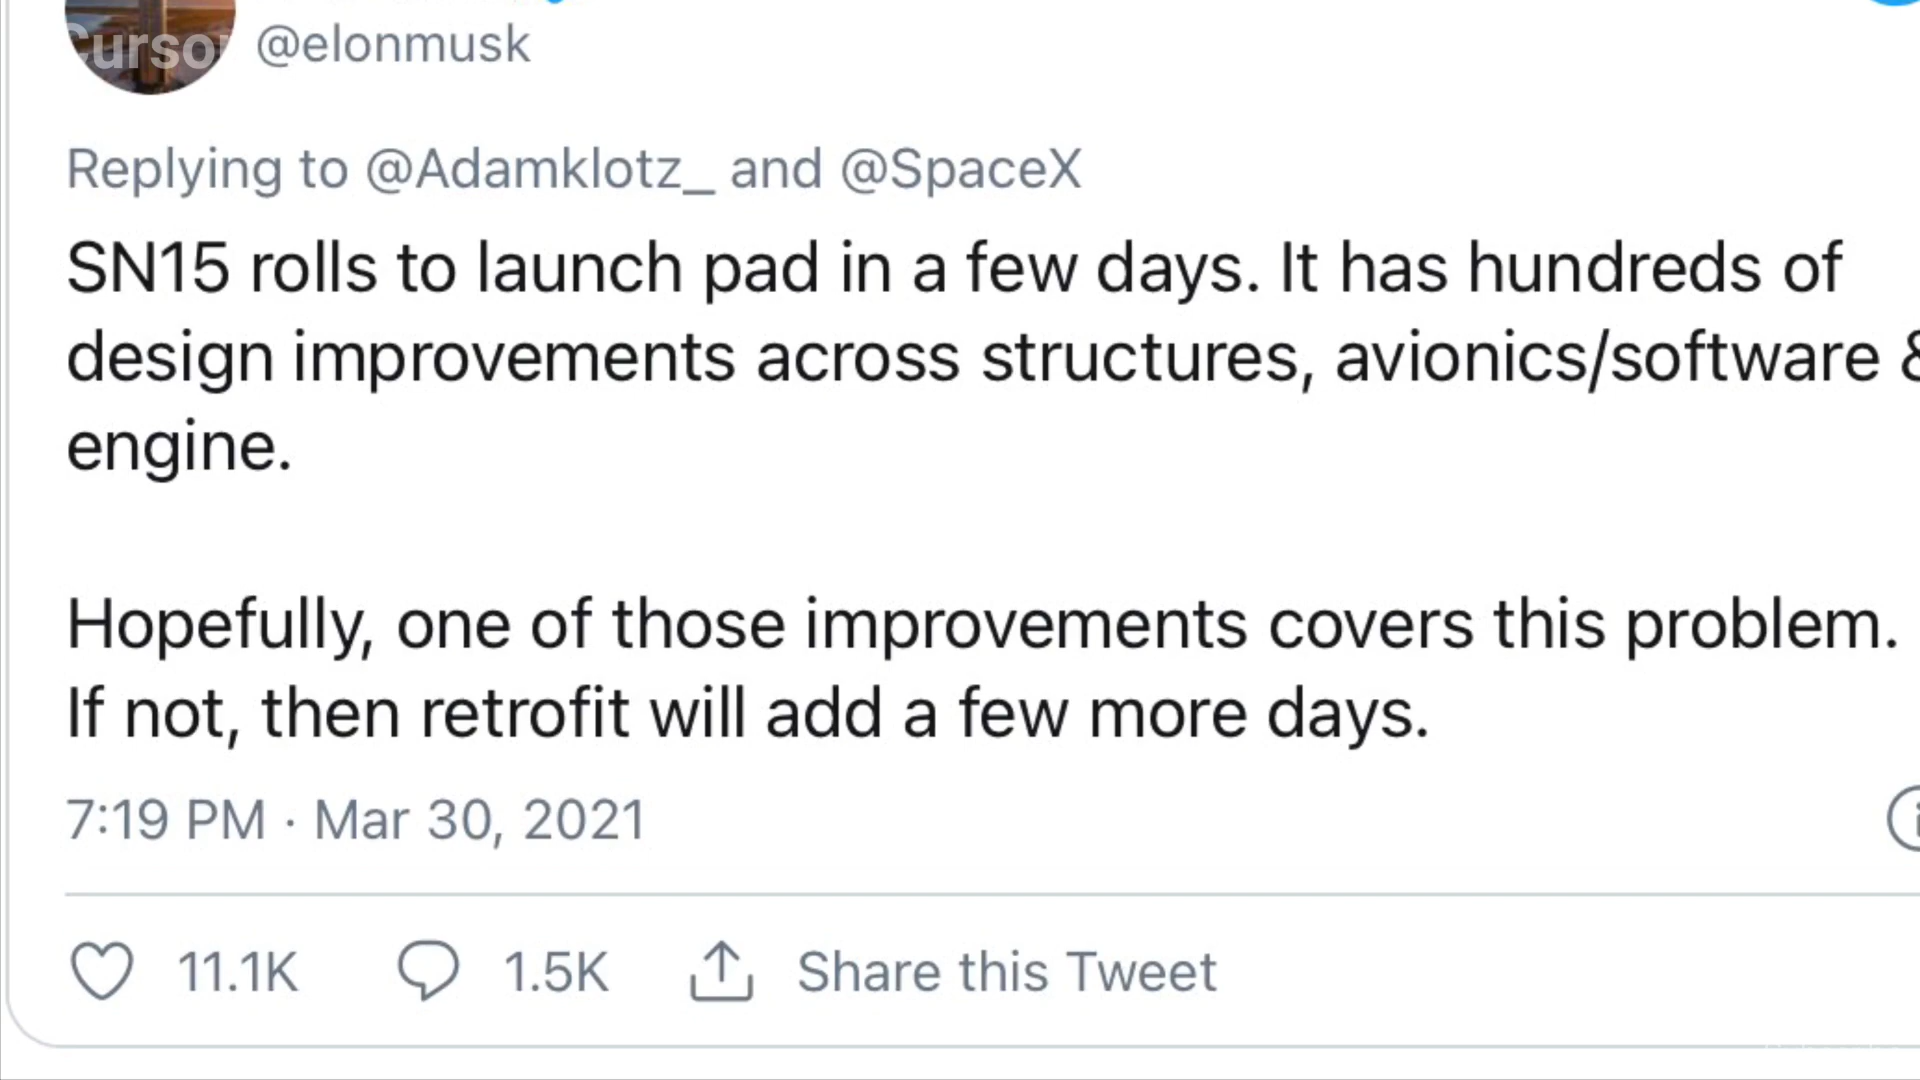 Curso
@elonmusk
Replying to @Adamklotz_ and @SpaceX
SN15 rolls to launch pad in a few days. It has hundreds of
design improvements across structures, avionics/software &
engine.
Hopefully, one of those improvements covers this problem.
If not, then retrofit will add a few more days.
7:19 PM · Mar 30, 2021
11.1K 1.5K Share this Tweet